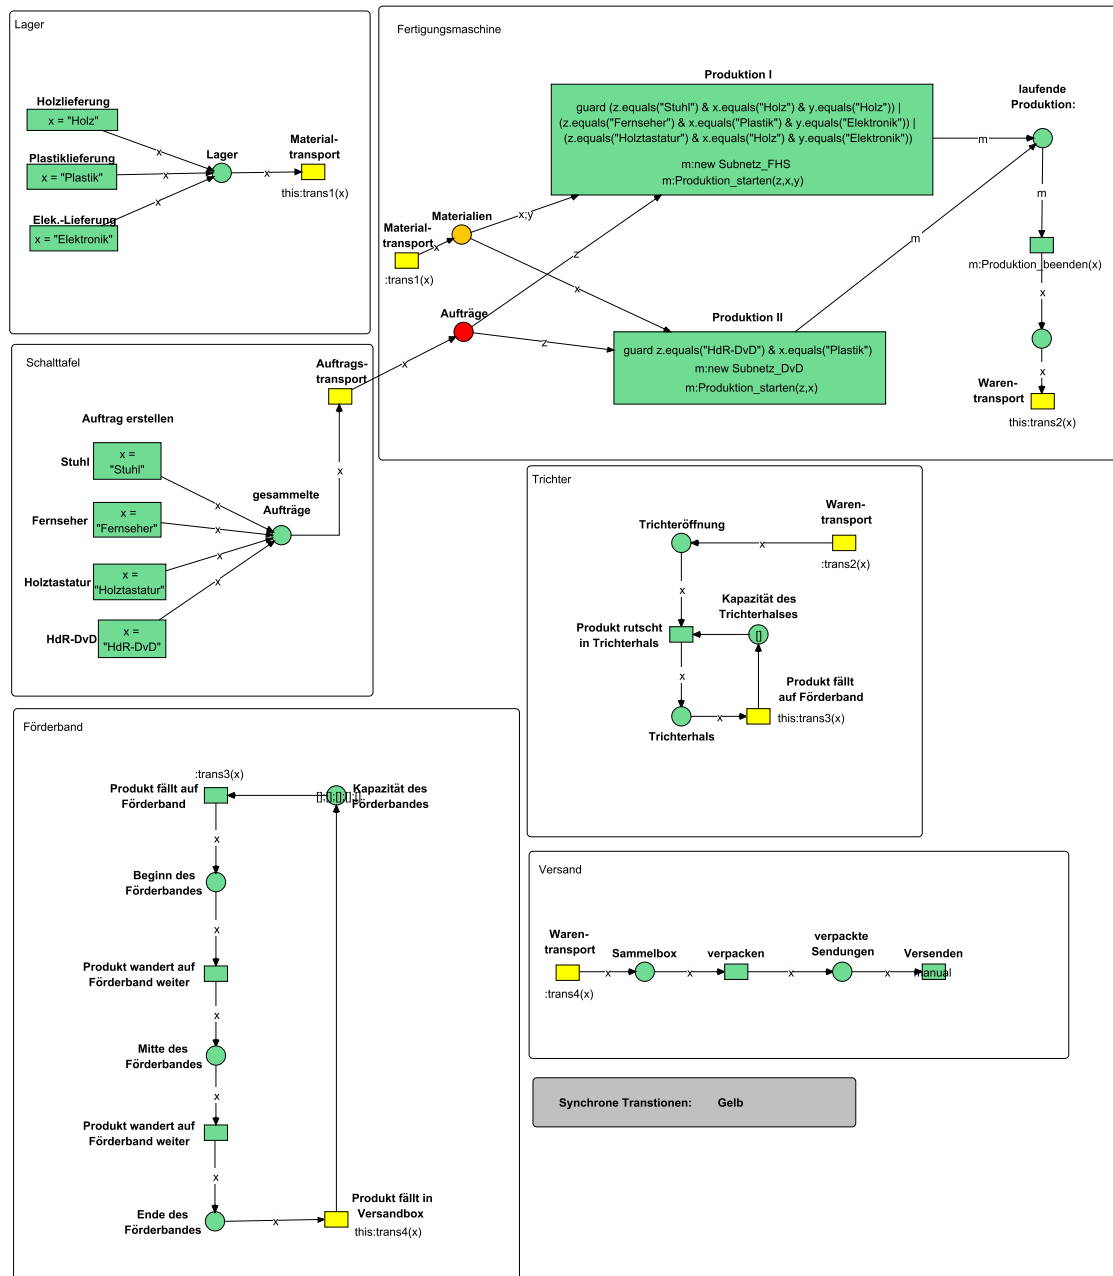 Lager
Holzlieferung
x = "Holz"
Plastiklieferung
x = "Plastik"
Elek.-Lieferung
x = "Elektronik"
x
x
x
Lager
x
Material-
transport
this:trans1(x)
Fertigungsmaschine
Produktion I
guard (z.equals("Stuhl") & x.equals("Holz") & y.equals("Holz")) |
(z.equals("Fernseher") & x.equals("Plastik") & y.equals("Elektronik")) |
(z.equals("Holztastatur") & x.equals("Holz") & y.equals("Elektronik"))
m:new Subnetz_FHS
m:Produktion_starten(z,x,y)
m
laufende
Produktion:
m
m:Produktion_beenden(x)
x
x
Waren-
transport
this:trans2(x)
Material-
transport
:trans1(x)
x
Materialien
x;y
x
z
m
Aufträge
z
Produktion II
guard z.equals("HdR-DvD") & x.equals("Plastik")
m:new Subnetz_DvD
m:Produktion_starten(z,x)
Schalttafel
Auftrags-
transport
x
Auftrag erstellen
Stuhl
x =
"Stuhl"
Fernseher
x =
"Fernseher"
Holztastatur
x =
"Holztastatur"
HdR-DvD
x =
"HdR-DvD"
x
x
x
x
gesammelte
Aufträge
x
Trichter
Trichteröffnung
x
Waren-
transport
:trans2(x)
x
Produkt rutscht
in Trichterhals
Kapazität des
Trichterhalses
[]
x
Trichterhals
x
Produkt fällt
auf Förderband
this:trans3(x)
Förderband
:trans3(x)
Produkt fällt auf
Förderband
[];[];[];[];[];
Kapazität des
Förderbandes
x
Beginn des
Förderbandes
x
Produkt wandert auf
Förderband weiter
x
Mitte des
Förderbandes
x
Produkt wandert auf
Förderband weiter
x
Ende des
Förderbandes
x
Produkt fällt in
Versandbox
this:trans4(x)
Versand
Waren-
transport
:trans4(x)
x
Sammelbox
x
verpacken
x
verpackte
Sendungen
x
Versenden
manual
Synchrone Transtionen: Gelb